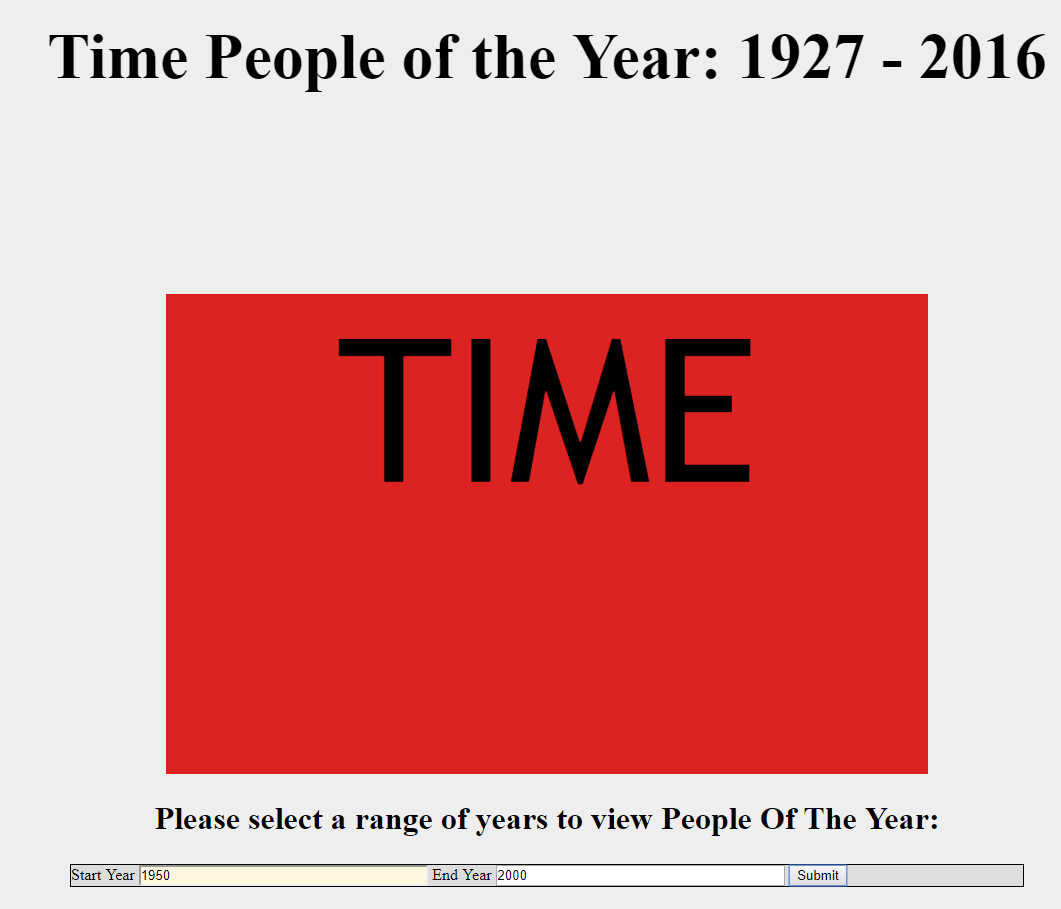 Time People of the Year: 1927 - 2016
TIME
Please select a range of years to view People Of The Year:
Start Year 1950 End Year 2000 Submit